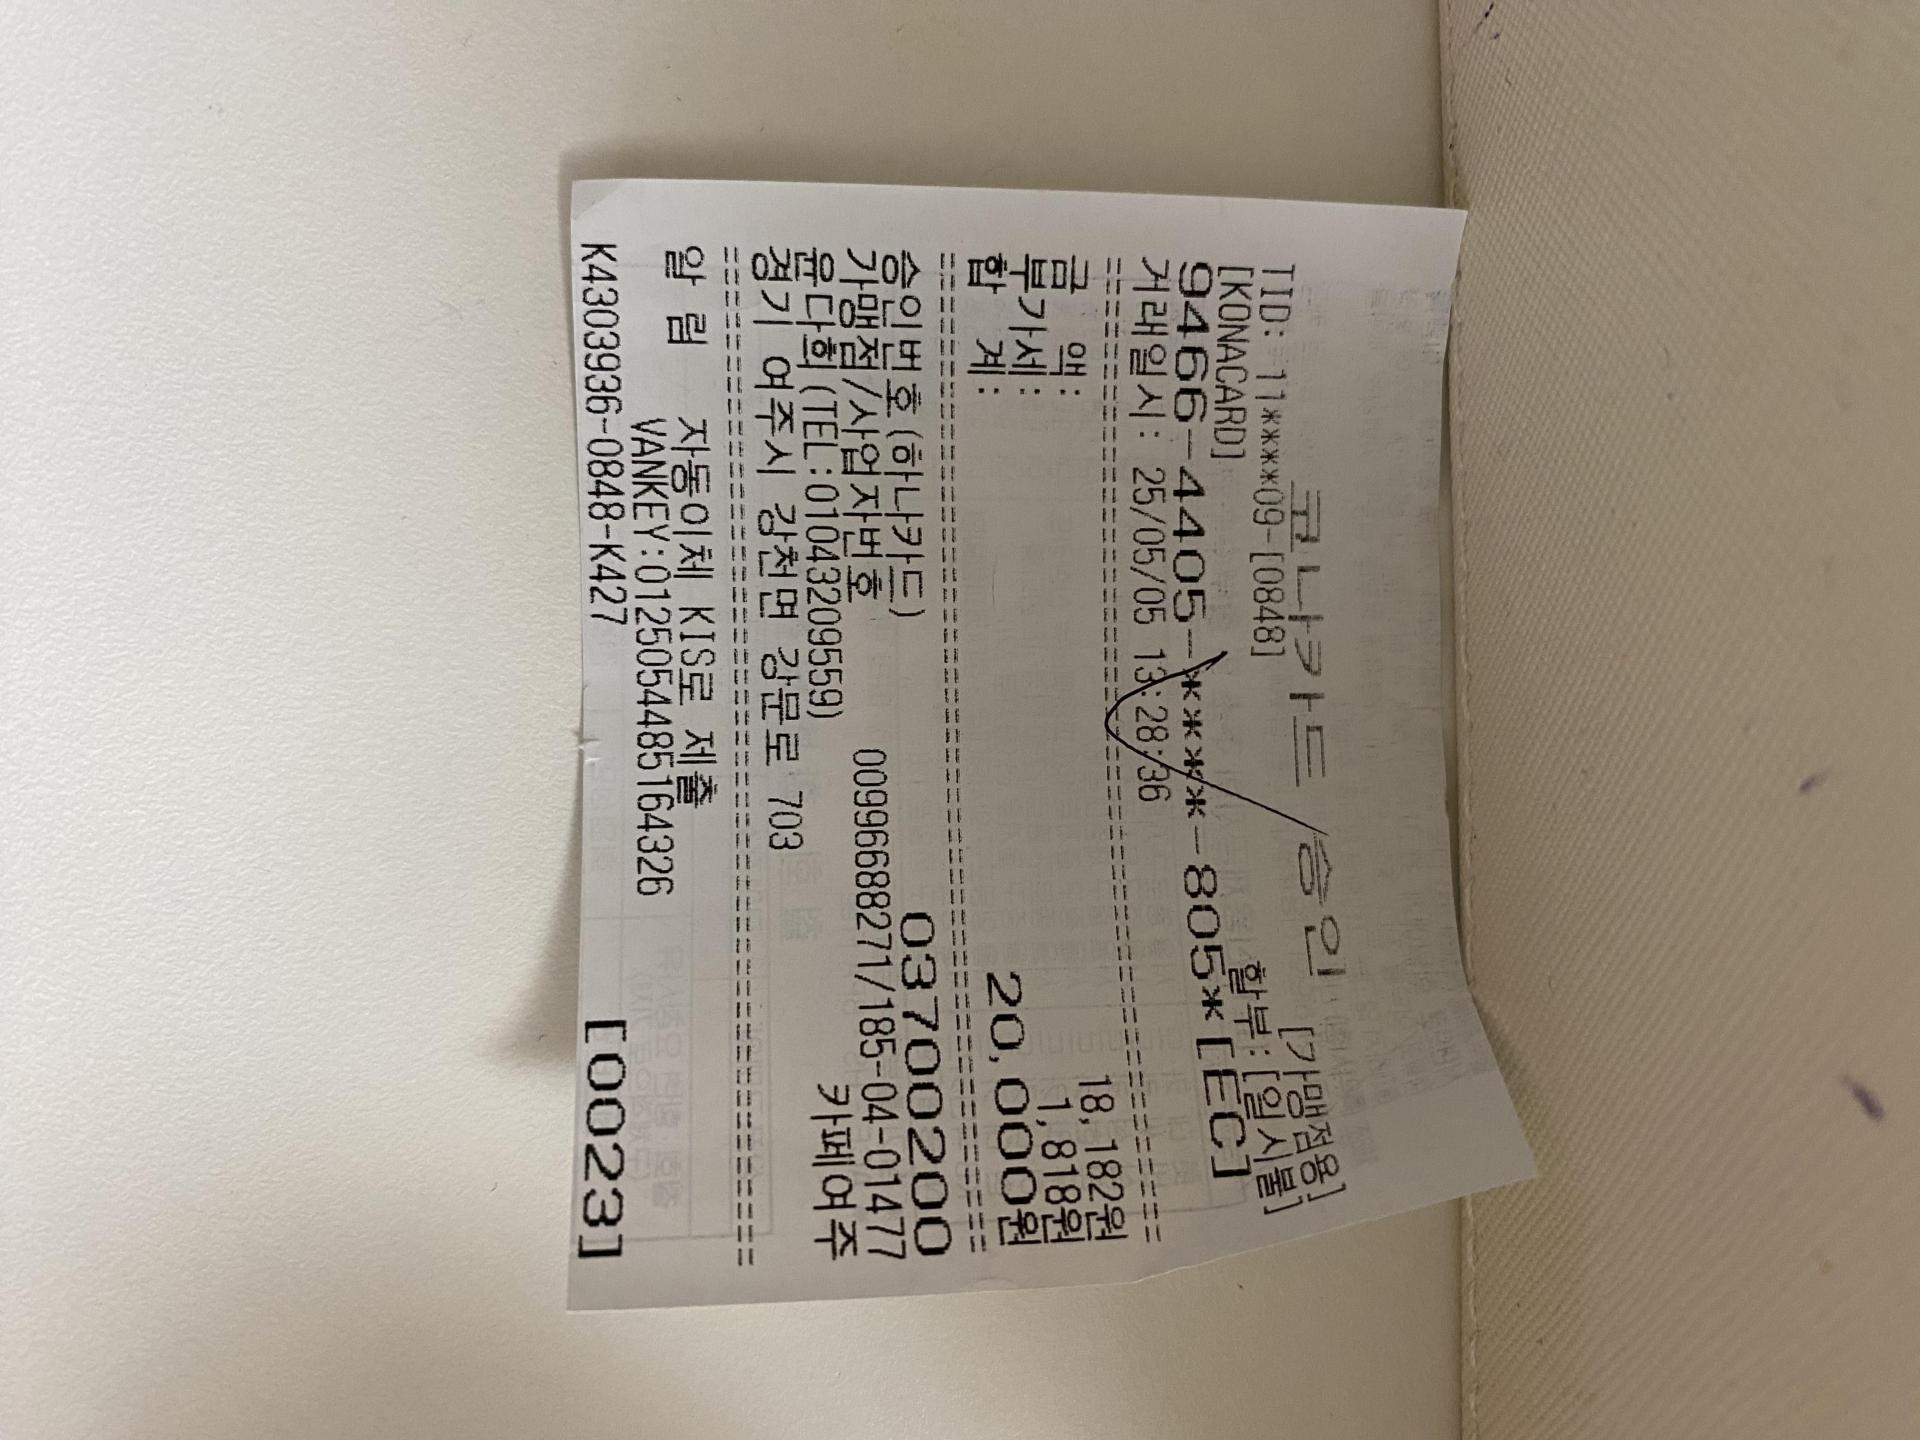 코나카드 승인
[가맹점용]
TID: 11*****09-[0848]
[KONACARD] 할부:[일시불]
9466-4405-*****-805*[EC]
거래일시: 25/05/05 13:28:36
금 액: 18,182원
부가세: 1,818원
합 계: 20,000원
승인번호(하나카드) 03700200
가맹점/사업자번호
00996688271/185-04-01477
윤다희(TEL:01043209559) 카페여주
경기 여주시 강천면 강문로 703
알 림 자동이체 KIS로 제출
VANKEY:0125054485164326
K4303936-0848-K427 [0023]